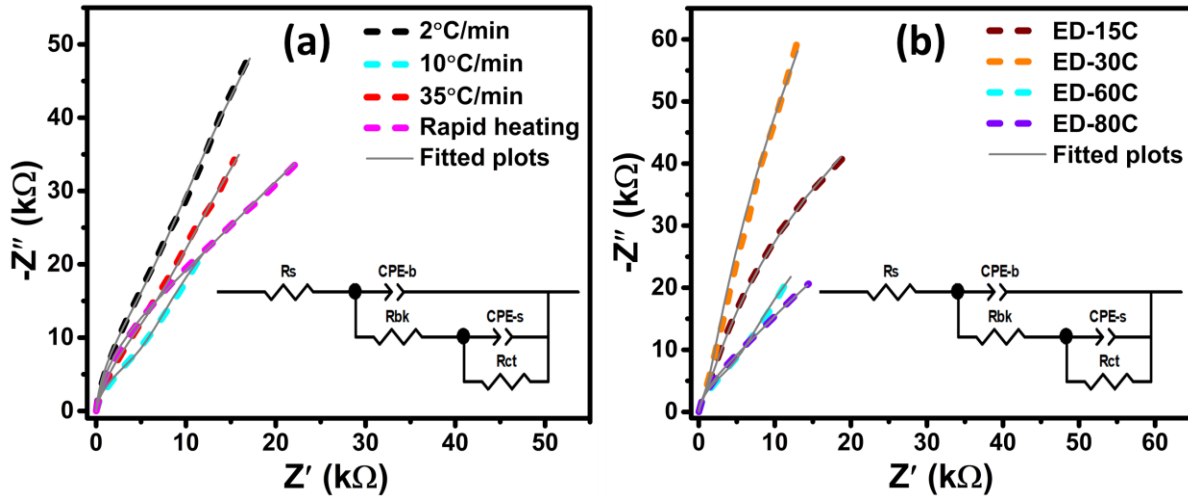 (a)
2°C/min
10°C/min
35°C/min
Rapid heating
Fitted plots
-Z″ (kΩ)
50
40
30
20
10
0
Rs
CPE-b
Rbk
CPE-s
Rct
0 10 20 30 40 50
Z′ (kΩ)
(b)
ED-15C
ED-30C
ED-60C
ED-80C
Fitted plots
-Z″ (kΩ)
60
50
40
30
20
10
0
Rs
CPE-b
Rbk
CPE-s
Rct
0 10 20 30 40 50 60
Z′ (kΩ)